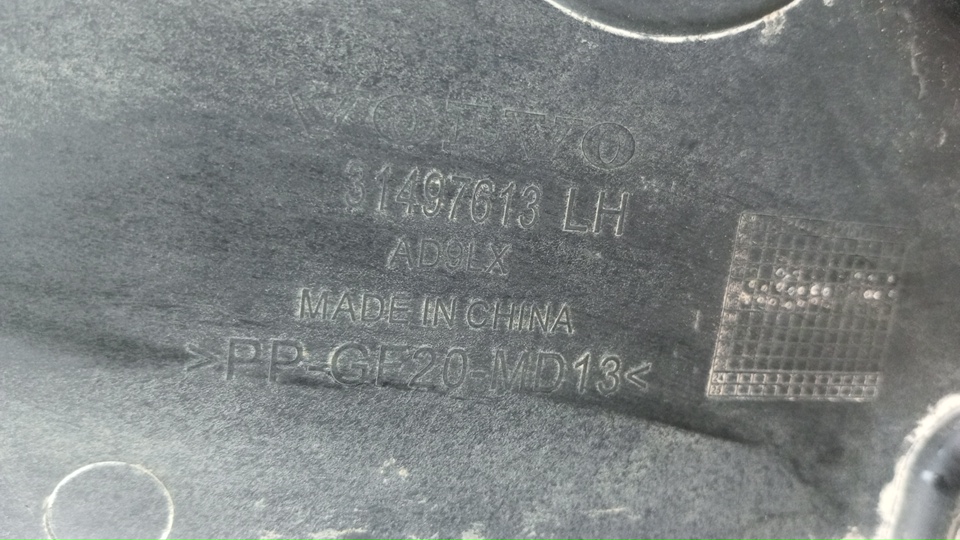 VOLVO
31497613 LH
AD9LX
MADE IN CHINA
>PP-GF20-MD13<